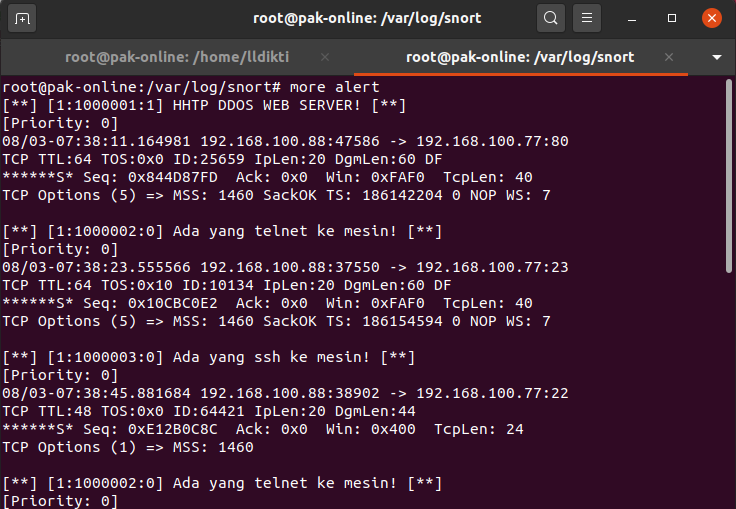 root@pak-online: /var/log/snort
root@pak-online: /home/lldikti
root@pak-online: /var/log/snort
root@pak-online:/var/log/snort# more alert
[**] [1:1000001:1] HHTP DDOS WEB SERVER! [**]
[Priority: 0]
08/03-07:38:11.164981 192.168.100.88:47586 -> 192.168.100.77:80
TCP TTL:64 TOS:0x0 ID:25659 IpLen:20 DgmLen:60 DF
******S* Seq: 0x844D87FD  Ack: 0x0  Win: 0xFAF0  TcpLen: 40
TCP Options (5) => MSS: 1460 SackOK TS: 186142204 0 NOP WS: 7
[**] [1:1000002:0] Ada yang telnet ke mesin! [**]
[Priority: 0]
08/03-07:38:23.555566 192.168.100.88:37550 -> 192.168.100.77:23
TCP TTL:64 TOS:0x10 ID:10134 IpLen:20 DgmLen:60 DF
******S* Seq: 0x10CBC0E2  Ack: 0x0  Win: 0xFAF0  TcpLen: 40
TCP Options (5) => MSS: 1460 SackOK TS: 186154594 0 NOP WS: 7
[**] [1:1000003:0] Ada yang ssh ke mesin! [**]
[Priority: 0]
08/03-07:38:45.881684 192.168.100.88:38902 -> 192.168.100.77:22
TCP TTL:48 TOS:0x0 ID:64421 IpLen:20 DgmLen:44
******S* Seq: 0xE12B0C8C  Ack: 0x0  Win: 0x400  TcpLen: 24
TCP Options (1) => MSS: 1460
[**] [1:1000002:0] Ada yang telnet ke mesin! [**]
[Priority: 0]